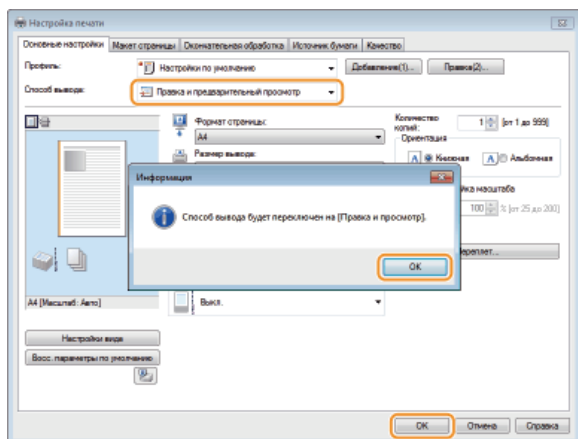 Настройка печати
Основные настройки Макет страницы Окончательная обработка Источник бумаги Качество
Профиль: Настройки по умолчанию Добавление(1)... Правка(2)...
Способ вывода: Правка и предварительный просмотр
Формат страницы:
A4
Размер вывода:
Количество копий: 1 (от 1 до 999)
Ориентация
A Книжная A Альбомная
Информация
Способ вывода будет переключен на [Правка и просмотр].
OK
масштаба
100 % (от 25 до 200)
Переплет...
A4 [Масштаб: Авто]
Выкл.
Настройки вида
Восс. параметры по умолчанию
OK Отмена Справка